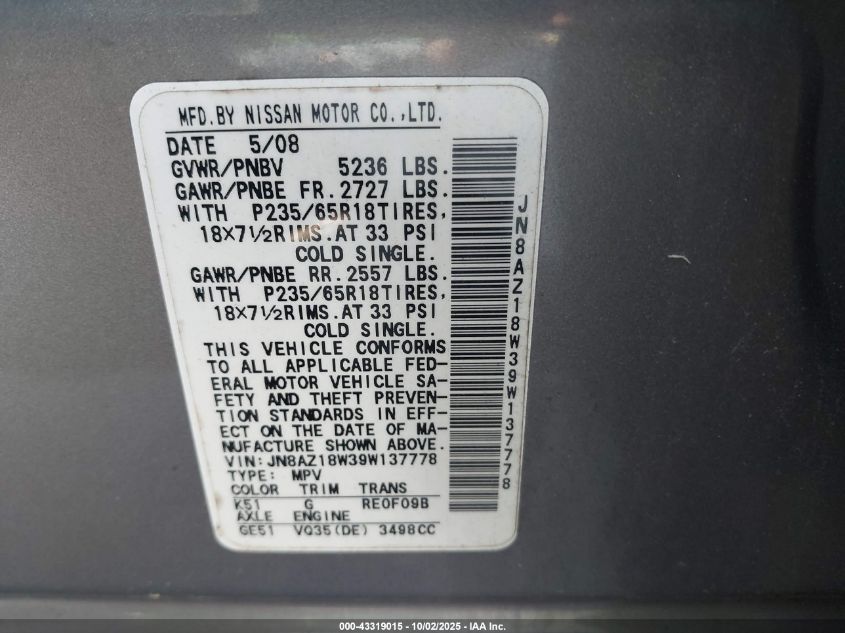 MFD.BY NISSAN MOTOR CO.,LTD.
DATE 5/08
GVWR/PNBV 5236 LBS.
GAWR/PNBE FR.2727 LBS.
WITH P235/65R18TIRES,
18X7½RIMS.AT 33 PSI
COLD SINGLE.
GAWR/PNBE RR.2557 LBS.
WITH P235/65R18TIRES,
18X7½RIMS.AT 33 PSI
COLD SINGLE.
THIS VEHICLE CONFORMS
TO ALL APPLICABLE FED-
ERAL MOTOR VEHICLE SA-
FETY AND THEFT PREVEN-
TION STANDARDS IN EFF-
ECT ON THE DATE OF MA-
NUFACTURE SHOWN ABOVE.
VIN:JN8AZ18W39W137778
TYPE: MPV
COLOR TRIM TRANS
K51 G RE0F09B
AXLE ENGINE
GE51 VQ35(DE) 3498CC
JN8AZ18W39W137778
000-43319015 - 10/02/2025 - IAA Inc.